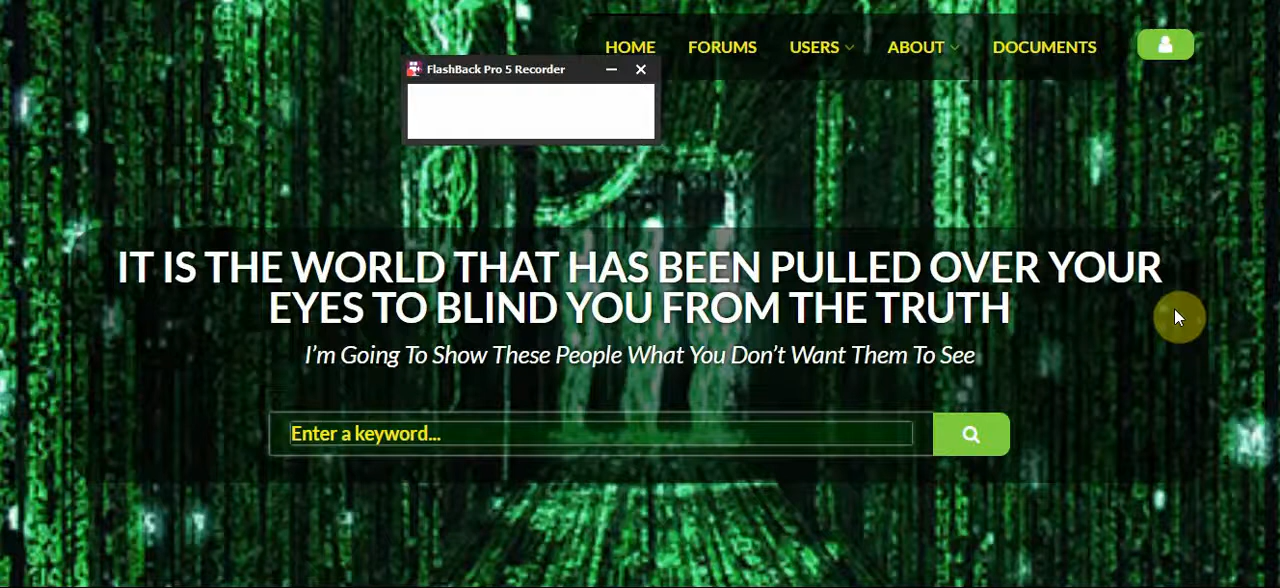 HOME FORUMS USERS ABOUT DOCUMENTS
FlashBack Pro 5 Recorder
IT IS THE WORLD THAT HAS BEEN PULLED OVER YOUR
EYES TO BLIND YOU FROM THE TRUTH
I’m Going To Show These People What You Don’t Want Them To See
Enter a keyword...